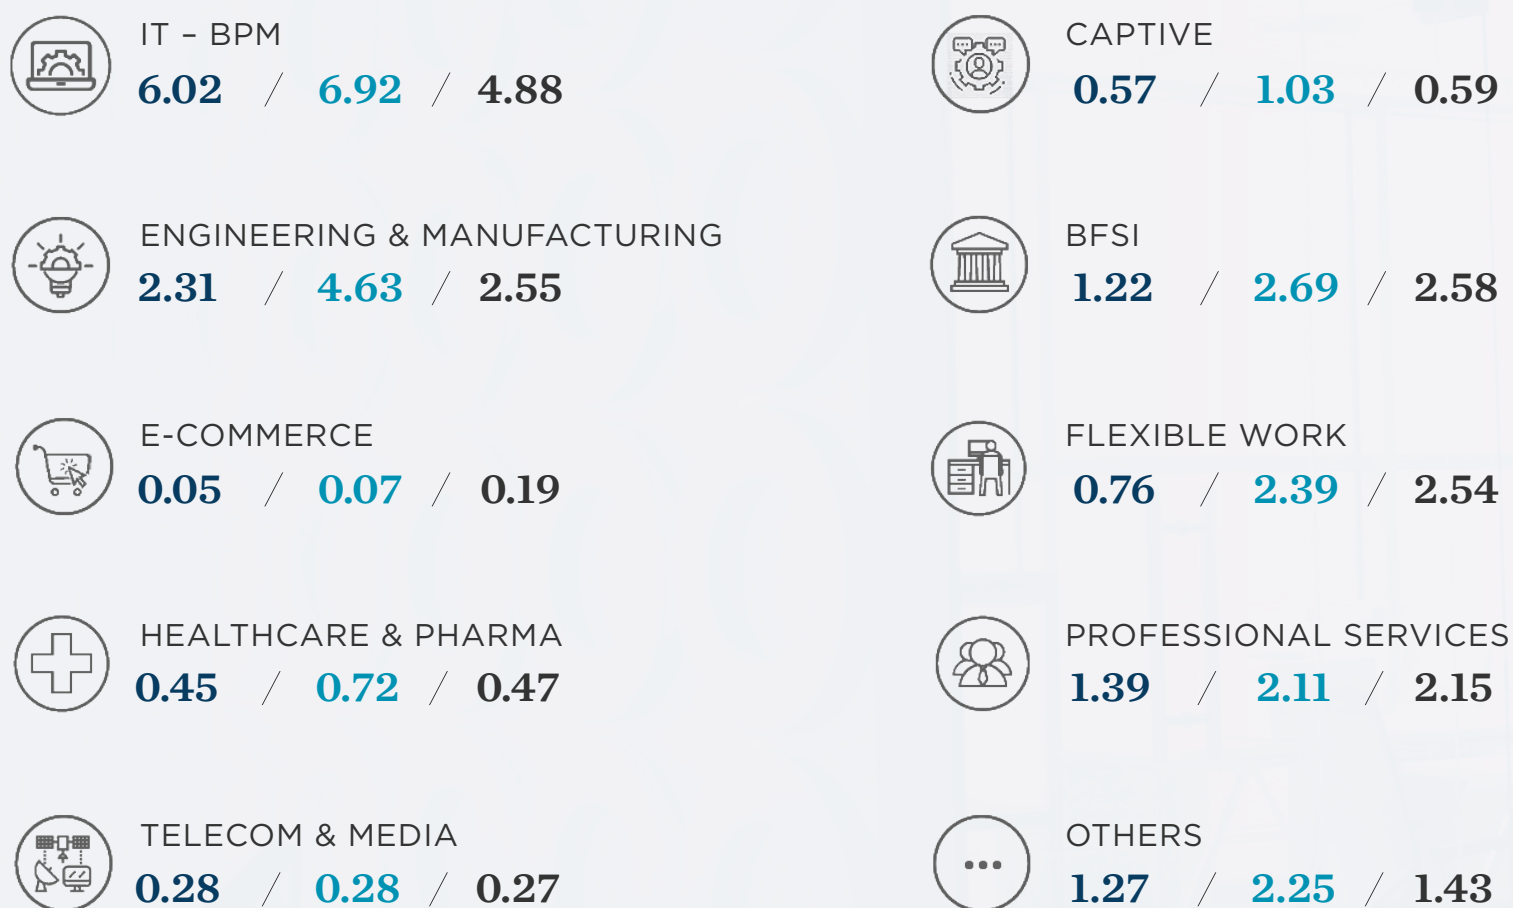 IT – BPM
6.02 / 6.92 / 4.88
ENGINEERING & MANUFACTURING
2.31 / 4.63 / 2.55
E-COMMERCE
0.05 / 0.07 / 0.19
HEALTHCARE & PHARMA
0.45 / 0.72 / 0.47
TELECOM & MEDIA
0.28 / 0.28 / 0.27
CAPTIVE
0.57 / 1.03 / 0.59
BFSI
1.22 / 2.69 / 2.58
FLEXIBLE WORK
0.76 / 2.39 / 2.54
PROFESSIONAL SERVICES
1.39 / 2.11 / 2.15
OTHERS
1.27 / 2.25 / 1.43